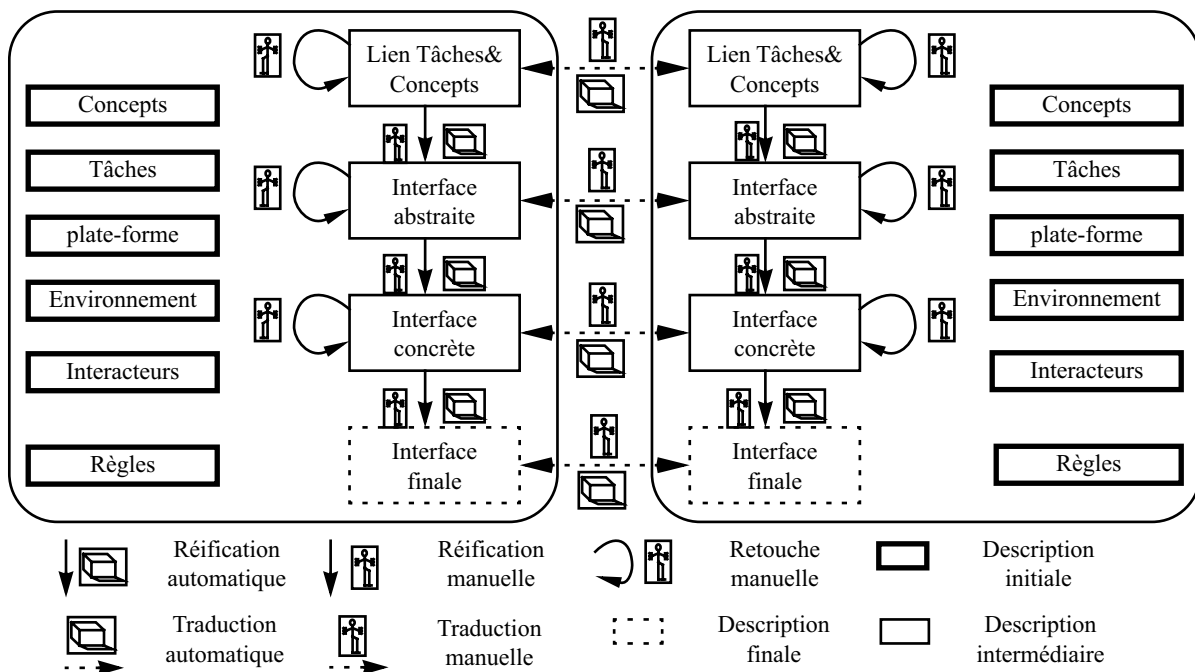 Lien Tâches&
Concepts
Lien Tâches&
Concepts
Concepts
Concepts
Tâches
Tâches
Interface
abstraite
Interface
abstraite
plate-forme
plate-forme
Environnement
Environnement
Interface
concrète
Interface
concrète
Interacteurs
Interacteurs
Interface
finale
Interface
finale
Règles
Règles
Réification
automatique
Réification
manuelle
Retouche
manuelle
Description
initiale
Traduction
automatique
Traduction
manuelle
Description
finale
Description
intermédiaire